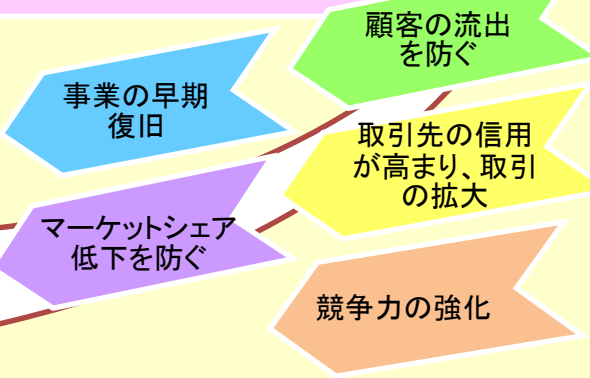 顧客の流出
を防ぐ
事業の早期
復旧
取引先の信用
が高まり、取引
の拡大
マーケットシェア
低下を防ぐ
競争力の強化